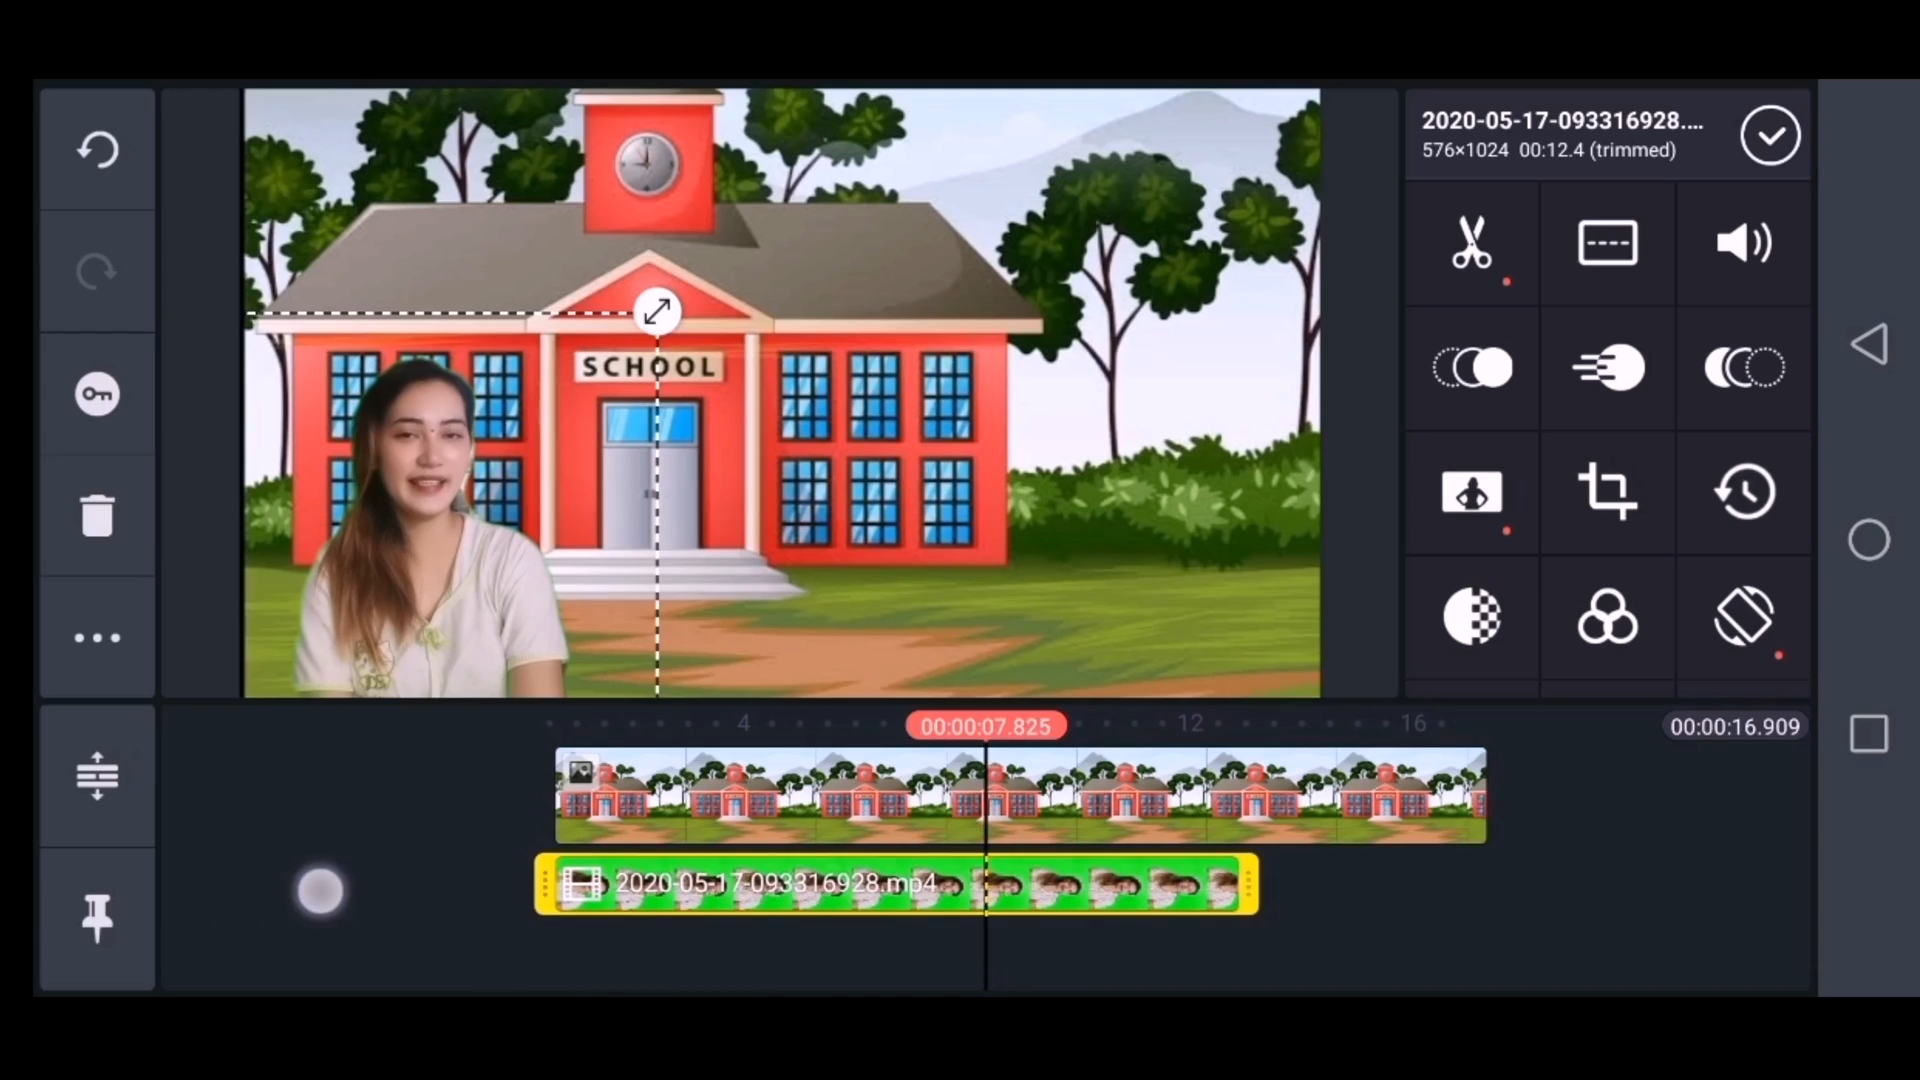 2020-05-17-093316928....
576×1024 00:12.4 (trimmed)
SCHOOL
4
00:00:07.825
12
16
00:00:16.909
2020-05-17-093316928.mp4